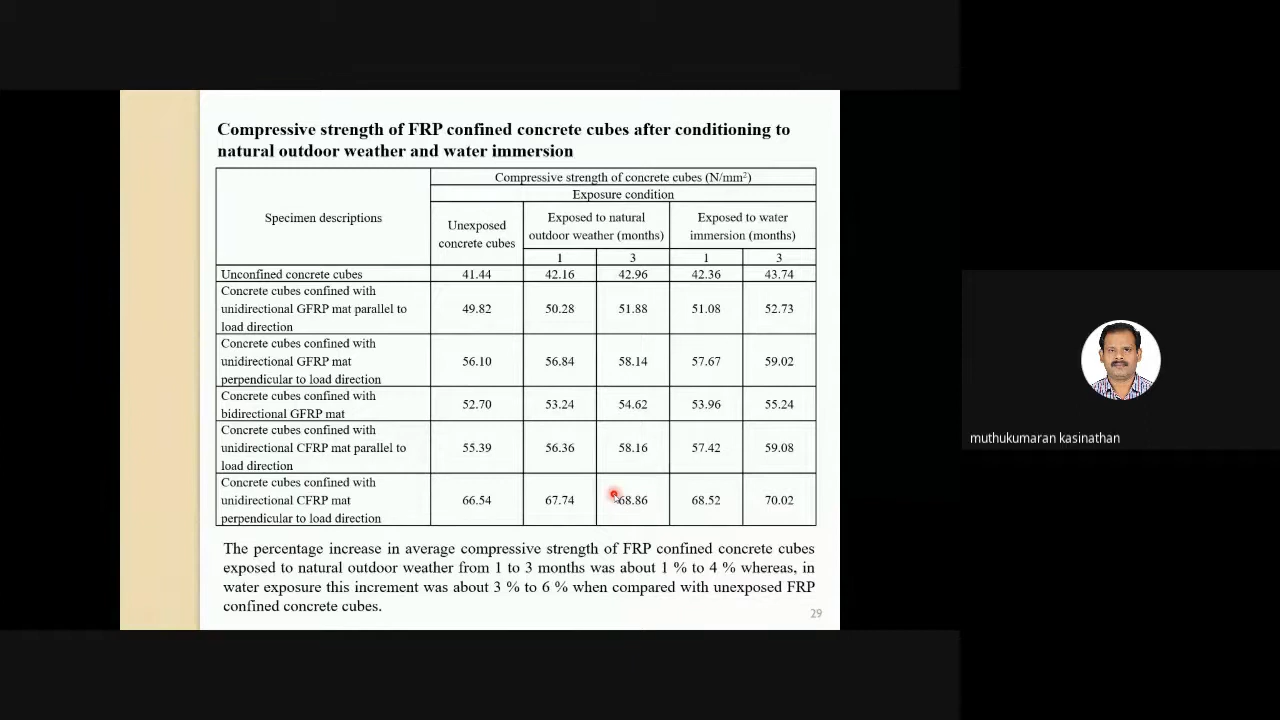 Compressive strength of FRP confined concrete cubes after conditioning to
natural outdoor weather and water immersion
Specimen descriptions
Compressive strength of concrete cubes (N/mm²)
Exposure condition
Unexposed
concrete cubes
Exposed to natural
outdoor weather (months)
Exposed to water
immersion (months)
1 3 1 3
Unconfined concrete cubes 41.44 42.16 42.96 42.36 43.74
Concrete cubes confined with
unidirectional GFRP mat parallel to 49.82 50.28 51.88 51.08 52.73
load direction
Concrete cubes confined with
unidirectional GFRP mat 56.10 56.84 58.14 57.67 59.02
perpendicular to load direction
Concrete cubes confined with
bidirectional GFRP mat 52.70 53.24 54.62 53.96 55.24
Concrete cubes confined with
unidirectional CFRP mat parallel to 55.39 56.36 58.16 57.42 59.08
load direction
Concrete cubes confined with
unidirectional CFRP mat 66.54 67.74 68.86 68.52 70.02
perpendicular to load direction
The percentage increase in average compressive strength of FRP confined concrete cubes
exposed to natural outdoor weather from 1 to 3 months was about 1 % to 4 % whereas, in
water exposure this increment was about 3 % to 6 % when compared with unexposed FRP
confined concrete cubes.
29
muthukumaran kasinathan